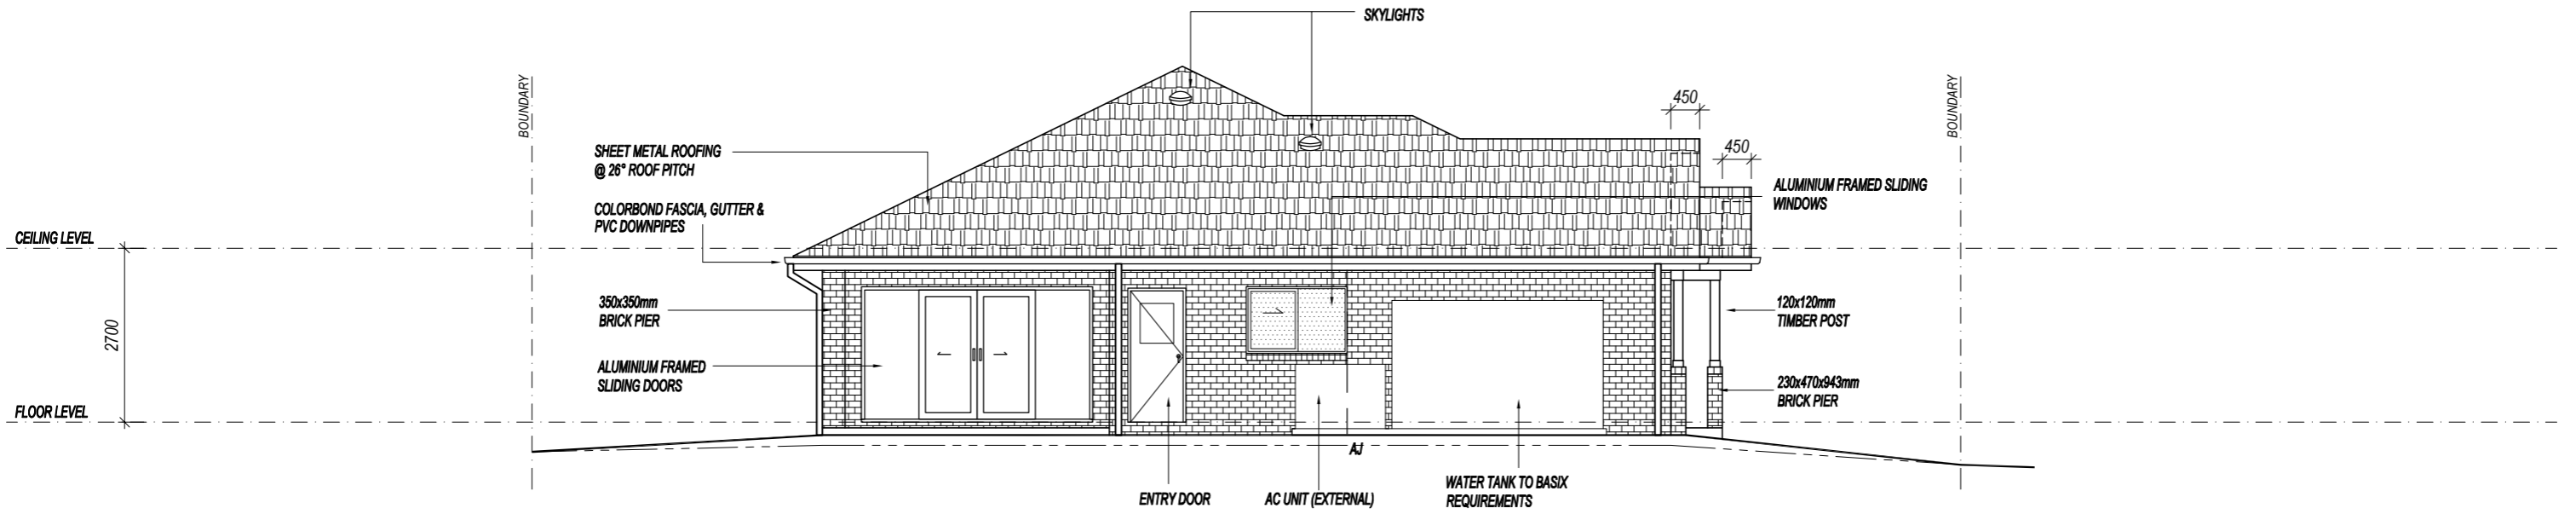 SKYLIGHTS
BOUNDARY
BOUNDARY
450
450
SHEET METAL ROOFING
@ 26° ROOF PITCH
COLORBOND FASCIA, GUTTER &
PVC DOWNPIPES
ALUMINIUM FRAMED SLIDING
WINDOWS
CEILING LEVEL
2700
350x350mm
BRICK PIER
120x120mm
TIMBER POST
ALUMINIUM FRAMED
SLIDING DOORS
230x470x943mm
BRICK PIER
FLOOR LEVEL
AJ
ENTRY DOOR
AC UNIT (EXTERNAL)
WATER TANK TO BASIX
REQUIREMENTS